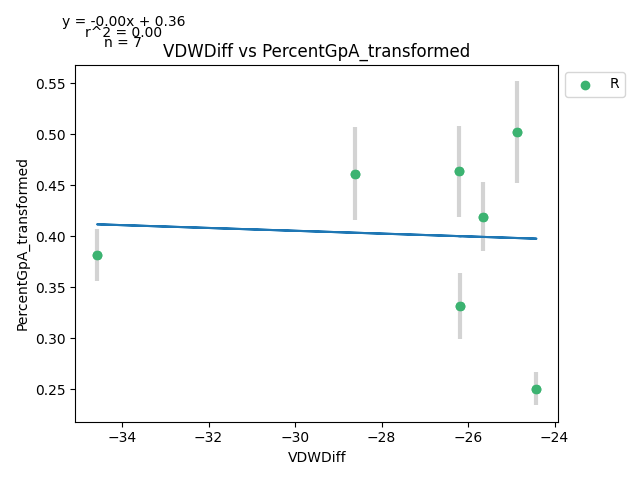 y = -0.00x + 0.36
r^2 = 0.00
n = 7
VDWDiff vs PercentGpA_transformed
R
0.55
0.50
0.45
0.40
0.35
0.30
0.25
PercentGpA_transformed
−34
−32
−30
−28
−26
−24
VDWDiff